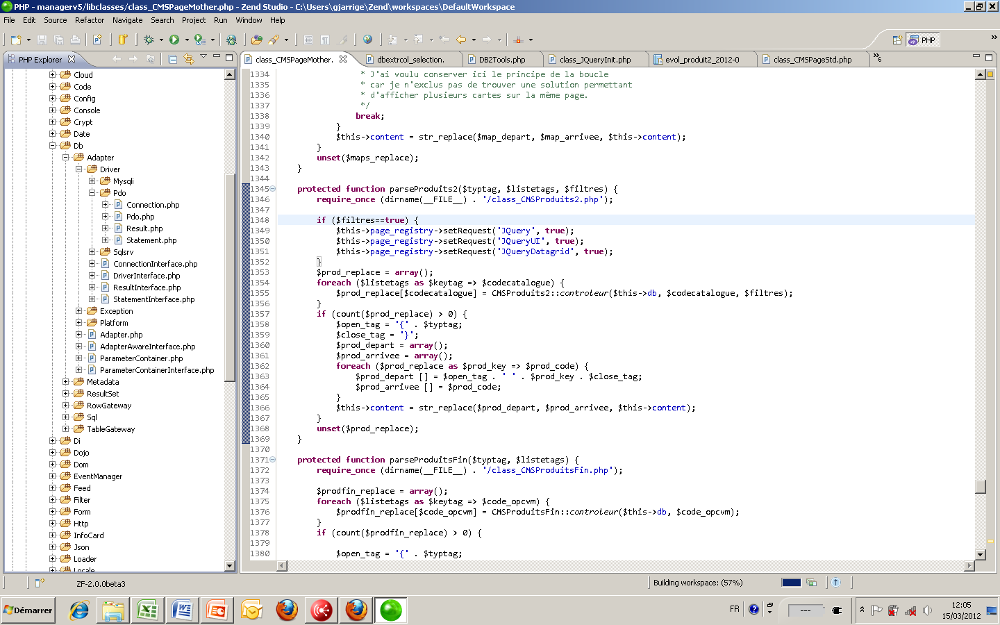 PHP - managerv5/libclasses/class_CMSPageMother.php - Zend Studio - C:\Users\gjarrige\Zend\workspaces\DefaultWorkspace
File Edit Source Refactor Navigate Search Project Run Window Help
PHP
PHP Explorer
class_CMSPageMother.
dbextrcol_selection.
DB2Tools.php
class_JQueryInit.php
evol_produit2_2012-0
class_CMSPageStd.php
Cloud
Code
Config
Console
Crypt
Date
Db
Adapter
Driver
Mysqli
Pdo
Connection.php
Pdo.php
Result.php
Statement.php
Sqlsrv
ConnectionInterface.php
DriverInterface.php
ResultInterface.php
StatementInterface.php
Exception
Platform
Adapter.php
AdapterAwareInterface.php
ParameterContainer.php
ParameterContainerInterface.php
Metadata
ResultSet
RowGateway
Sql
TableGateway
Di
Dojo
Dom
EventManager
Feed
Filter
Form
Http
InfoCard
Json
Loader
Locale
1334 * J'ai voulu conserver ici le principe de la boucle
1335 * car je n'exclus pas de trouver une solution permettant
1336 * d'afficher plusieurs cartes sur la même page.
1337 */
1338 break;
1339 }
1340 $this->content = str_replace($map_depart, $map_arrivee, $this->content);
1341 }
1342 unset($maps_replace);
1343 }
1344
1345 protected function parseProduits2($typtag, $listetags, $filtres) {
1346 require_once (dirname(__FILE__) . '/class_CMSProduits2.php');
1347
1348 if ($filtres==true) {
1349 $this->page_registry->setRequest('JQuery', true);
1350 $this->page_registry->setRequest('JQueryUI', true);
1351 $this->page_registry->setRequest('JQueryDatagrid', true);
1352 }
1353 $prod_replace = array();
1354 foreach ($listetags as $keytag => $codecatalogue) {
1355 $prod_replace[$codecatalogue] = CMSProduits2::controleur($this->db, $codecatalogue, $filtres);
1356 }
1357 if (count($prod_replace) > 0) {
1358 $open_tag = '{' . $typtag;
1359 $close_tag = '}';
1360 $prod_depart = array();
1361 $prod_arrivee = array();
1362 foreach ($prod_replace as $prod_key => $prod_code) {
1363 $prod_depart [] = $open_tag . ' ' . $prod_key . $close_tag;
1364 $prod_arrivee [] = $prod_code;
1365 }
1366 $this->content = str_replace($prod_depart, $prod_arrivee, $this->content);
1367 }
1368 unset($prod_replace);
1369 }
1370
1371 protected function parseProduitsFin($typtag, $listetags) {
1372 require_once (dirname(__FILE__) . '/class_CMSProduitsFin.php');
1373
1374 $prodfin_replace = array();
1375 foreach ($listetags as $keytag => $code_opcvm) {
1376 $prodfin_replace[$code_opcvm] = CMSProduitsFin::controleur($this->db, $code_opcvm);
1377 }
1378 if (count($prodfin_replace) > 0) {
1379
1380 $open_tag = '{' . $typtag;
ZF-2.0.0beta3
Building workspace: (57%)
Démarrer
FR
---
12:05
15/03/2012